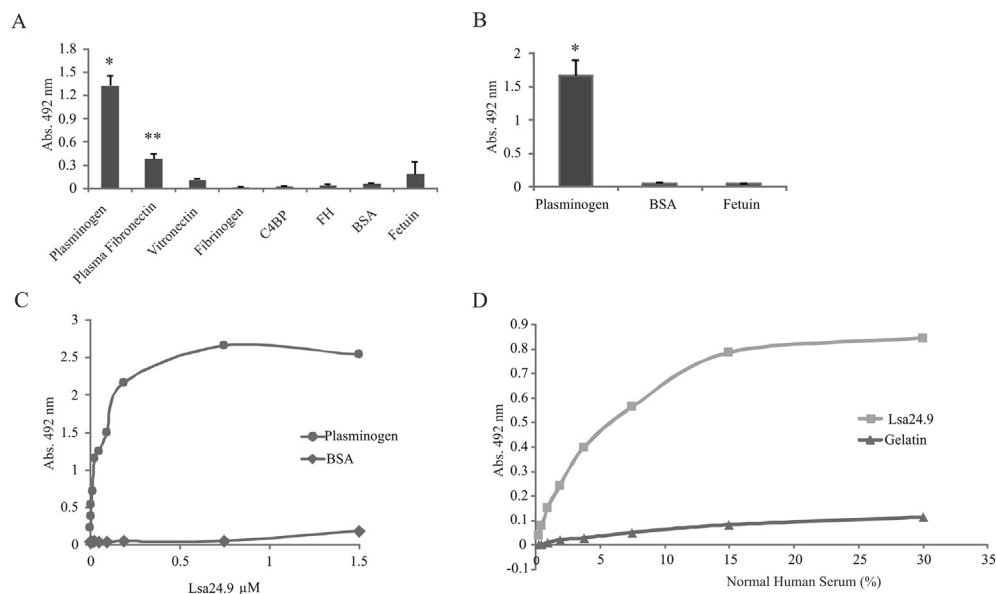 A
1.8
1.5
1.2
0.9
0.6
0.3
0
Abs. 492 nm
*
**
Plasminogen
Plasma Fibronectin
Vitronectin
Fibrinogen
C4BP
FH
BSA
Fetuin
B
2
1.5
1
0.5
0
Abs. 492 nm
*
Plasminogen BSA Fetuin
C
3
2.5
2
1.5
1
0.5
0
Abs. 492 nm
Plasminogen
BSA
0 0.5 1 1.5
Lsa24.9 µM
D
0.9
0.8
0.7
0.6
0.5
0.4
0.3
0.2
0.1
0
-0.1
Abs. 492 nm
Lsa24.9
Gelatin
5 10 15 20 25 30 35
Normal Human Serum (%)